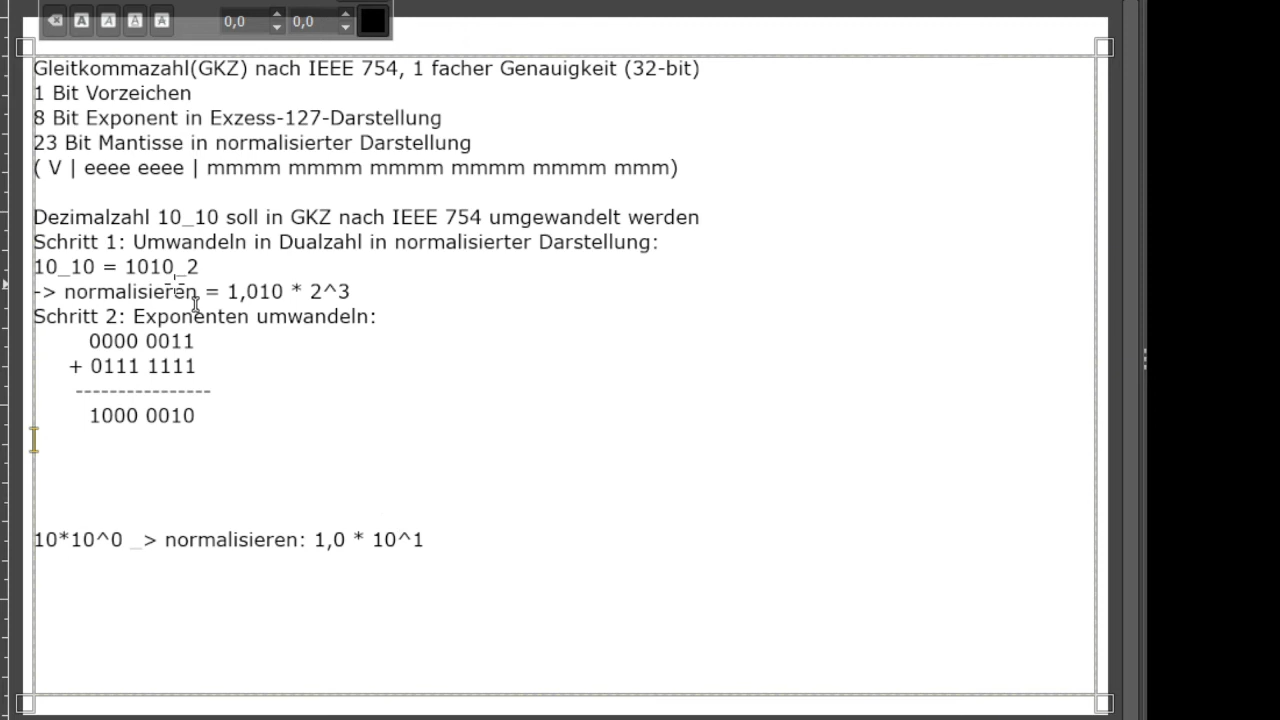 0,0 0,0
Gleitkommazahl(GKZ) nach IEEE 754, 1 facher Genauigkeit (32-bit)
1 Bit Vorzeichen
8 Bit Exponent in Exzess-127-Darstellung
23 Bit Mantisse in normalisierter Darstellung
( V | eeee eeee | mmmm mmmm mmmm mmmm mmmm mmm)
Dezimalzahl 10_10 soll in GKZ nach IEEE 754 umgewandelt werden
Schritt 1: Umwandeln in Dualzahl in normalisierter Darstellung:
10_10 = 1010_2
-> normalisieren = 1,010 * 2^3
Schritt 2: Exponenten umwandeln:
0000 0011
+ 0111 1111
----------------
1000 0010
10*10^0 _> normalisieren: 1,0 * 10^1